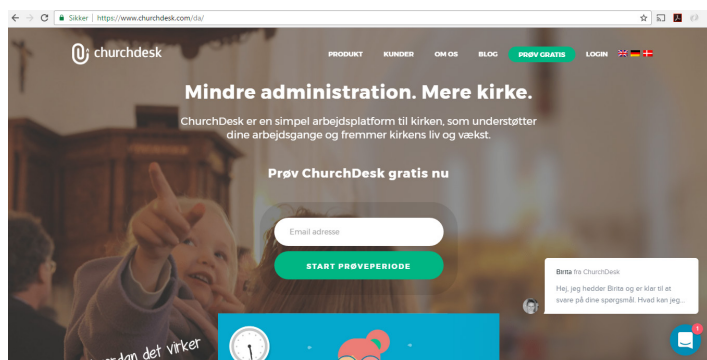 Sikker | https://www.churchdesk.com/da/
churchdesk
PRODUKT KUNDER OM OS BLOG PRØV GRATIS LOGIN
Mindre administration. Mere kirke.
ChurchDesk er en simpel arbejdsplatform til kirken, som understøtter
dine arbejdsgange og fremmer kirkens liv og vækst.
Prøv ChurchDesk gratis nu
Email adresse
START PRØVEPERIODE
Birita fra ChurchDesk
Hej, jeg hedder Birita og er klar til at
svare på dine spørgsmål. Hvad kan jeg...
1
det virker